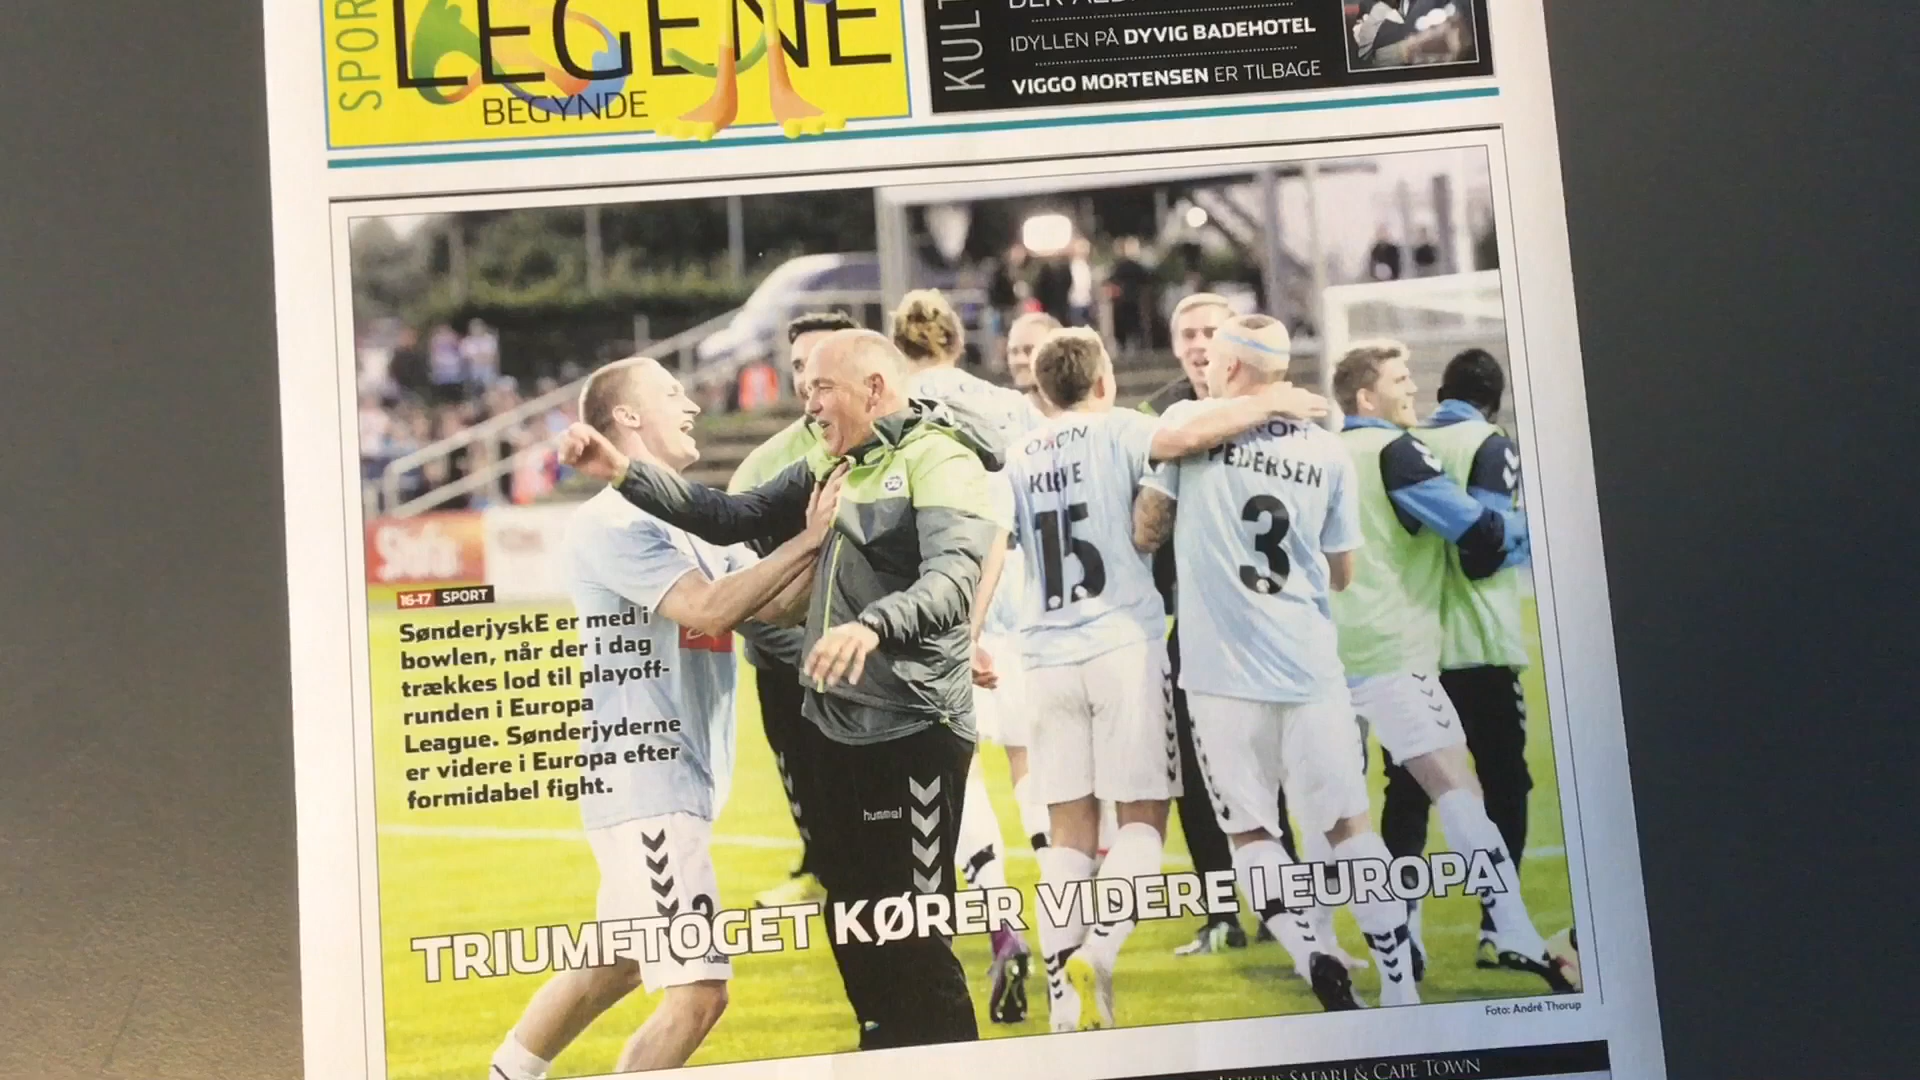 SPOR
LEGENE
BEGYNDE
KULT
IDYLLEN PÅ DYVIG BADEHOTEL
VIGGO MORTENSEN ER TILBAGE
16-17 SPORT
SønderjyskE er med i
bowlen, når der i dag
trækkes lod til playoff-
runden i Europa
League. Sønderjyderne
er videre i Europa efter
formidabel fight.
PEDERSEN
15
3
hummel
TRIUMFTOGET KØRER VIDERE I EUROPA
Foto: André Thorup
SAFARI & CAPE TOWN